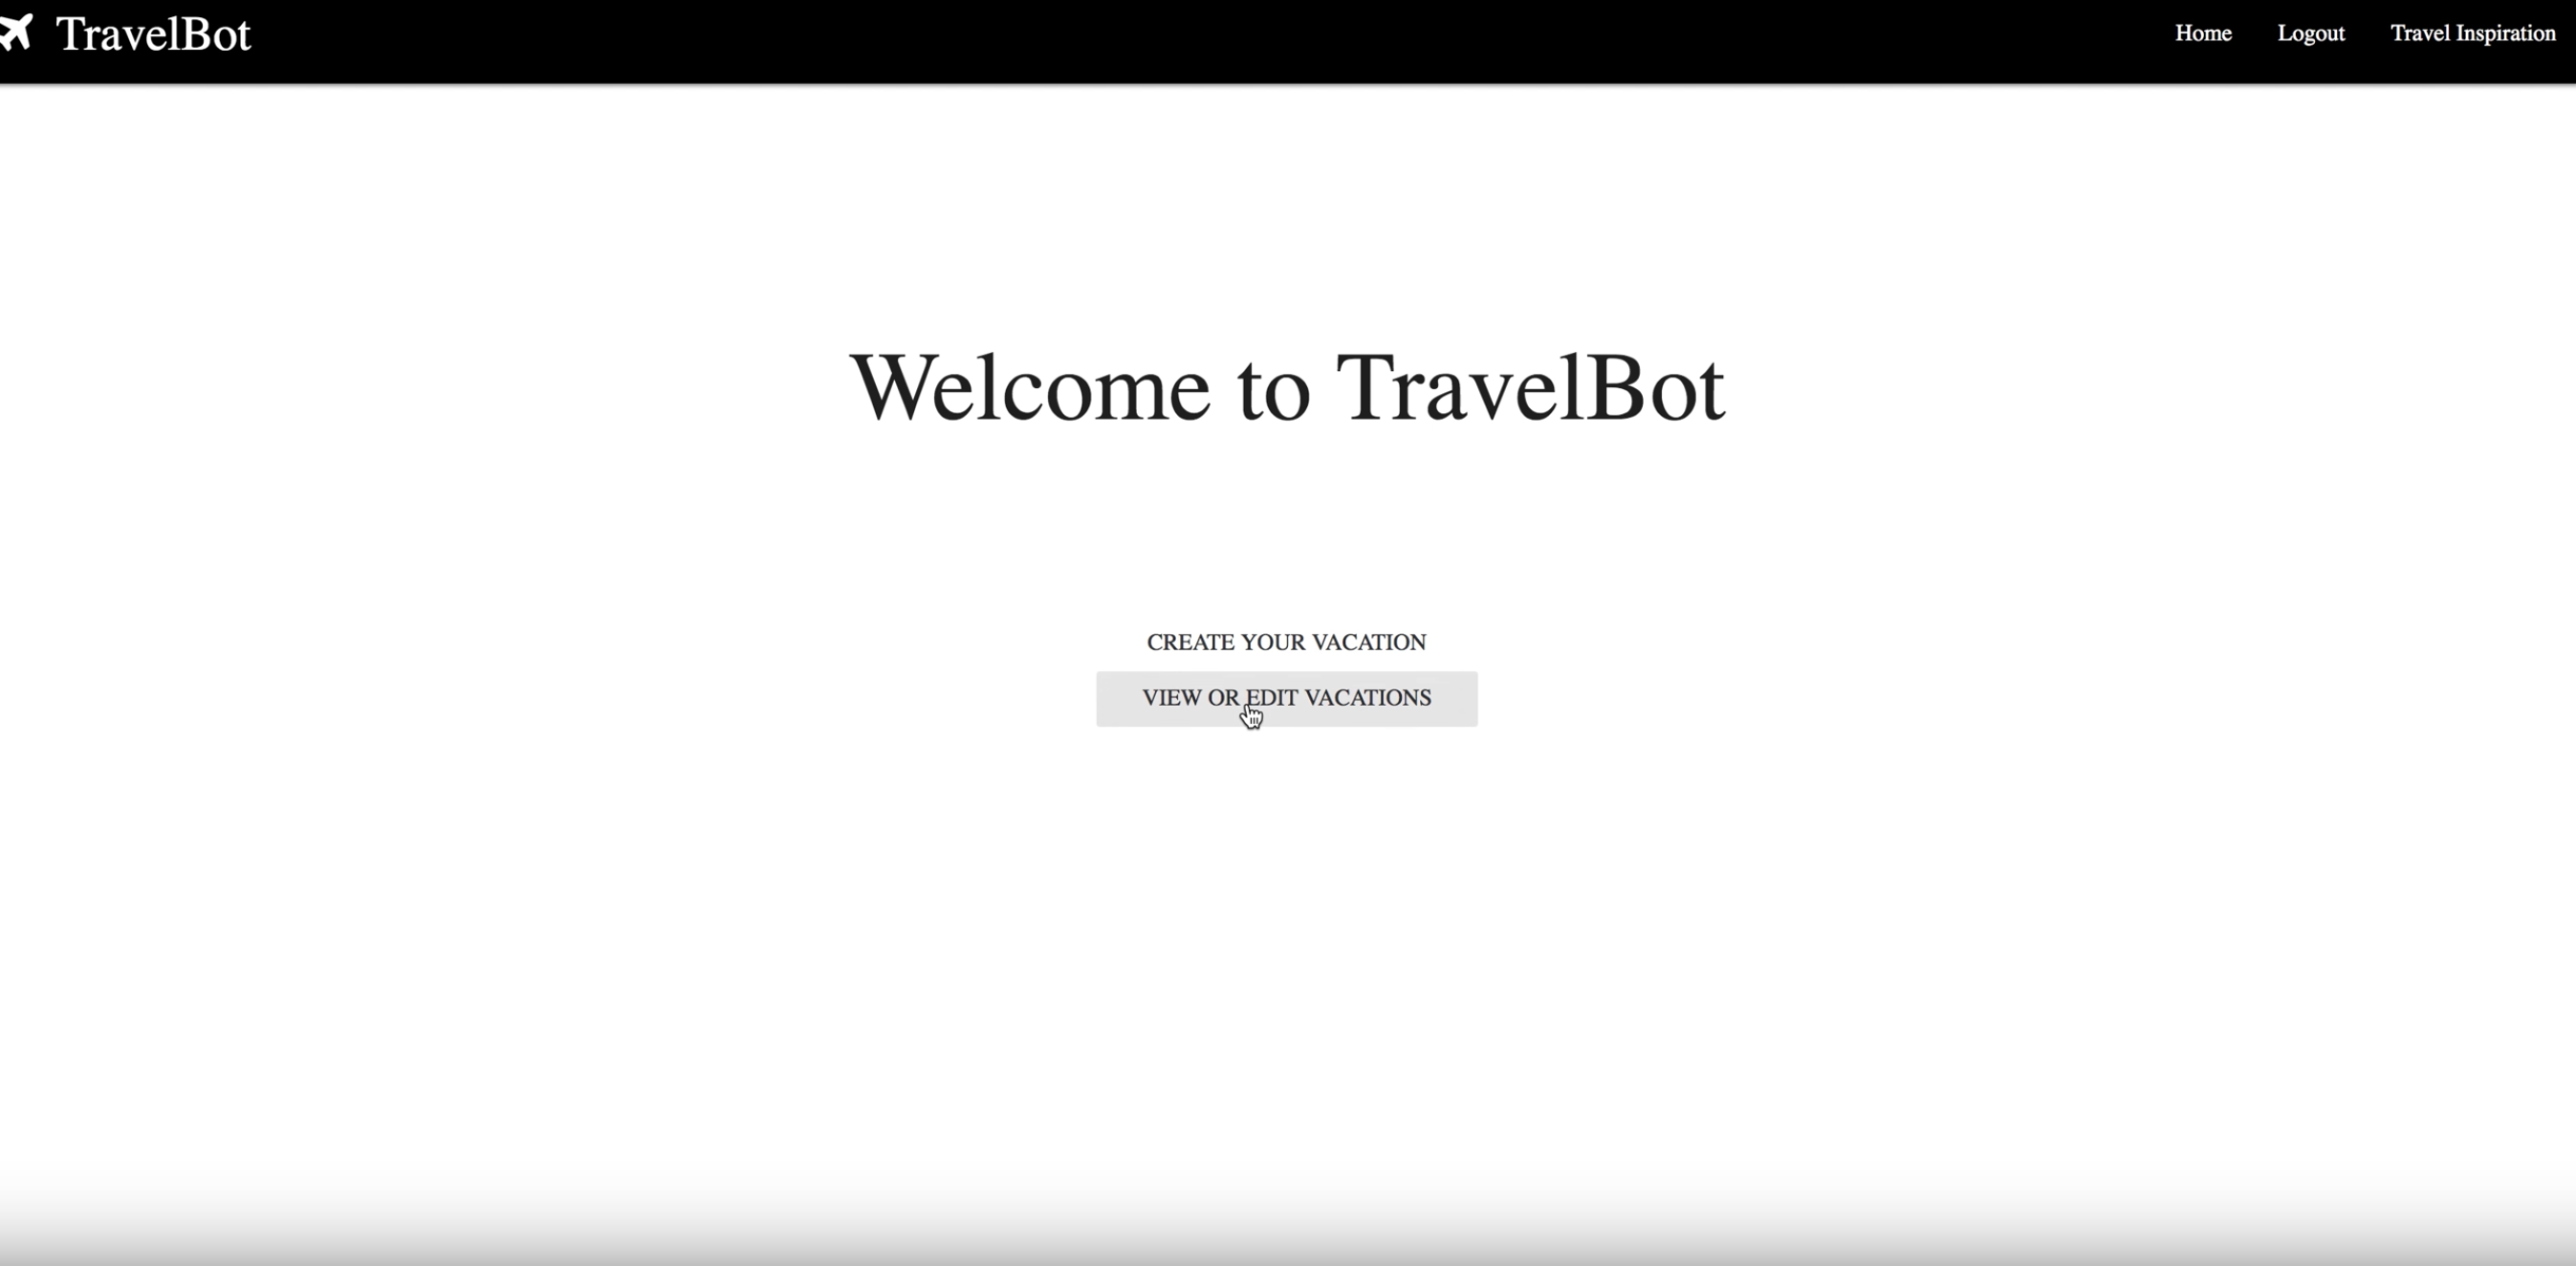 TravelBot
Home Logout Travel Inspiration
Welcome to TravelBot
CREATE YOUR VACATION
VIEW OR EDIT VACATIONS